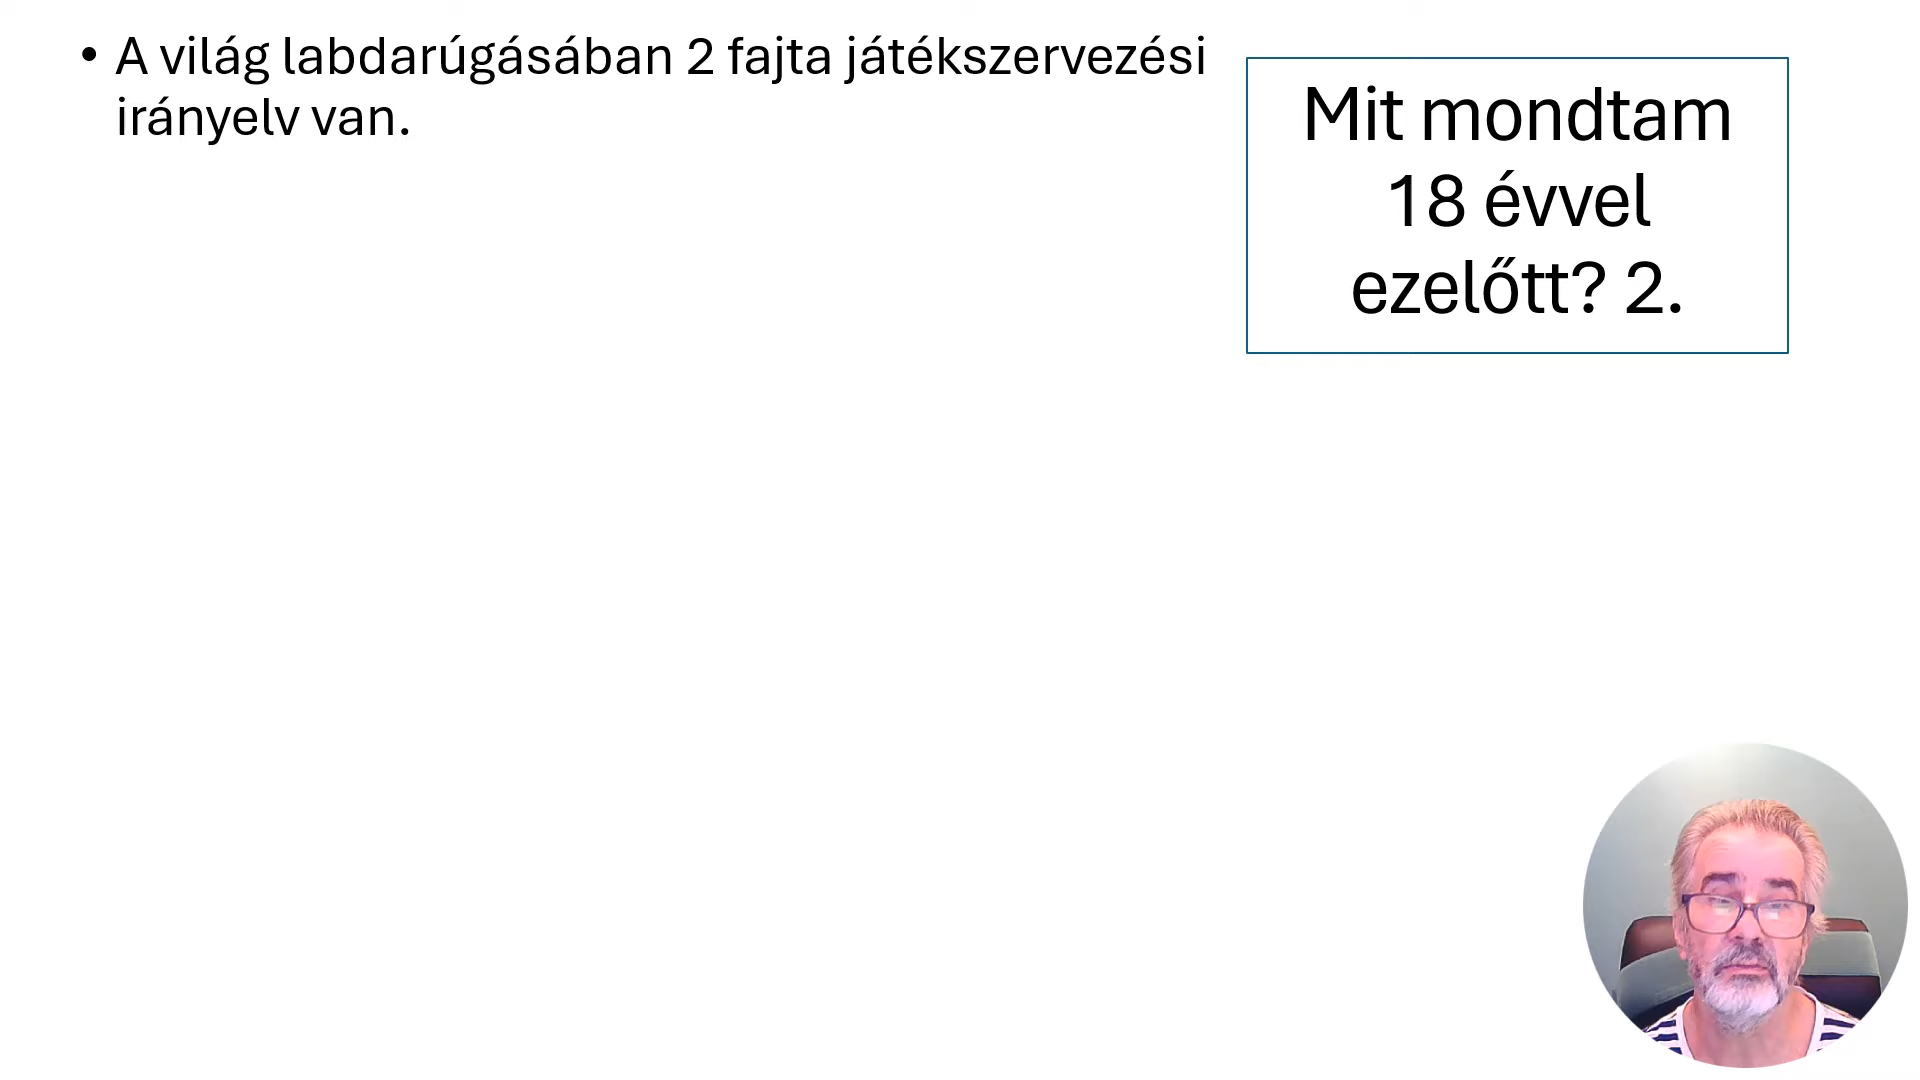 • A világ labdarúgásában 2 fajta játékszervezési
irányelv van.
Mit mondtam
18 évvel
ezelőtt? 2.